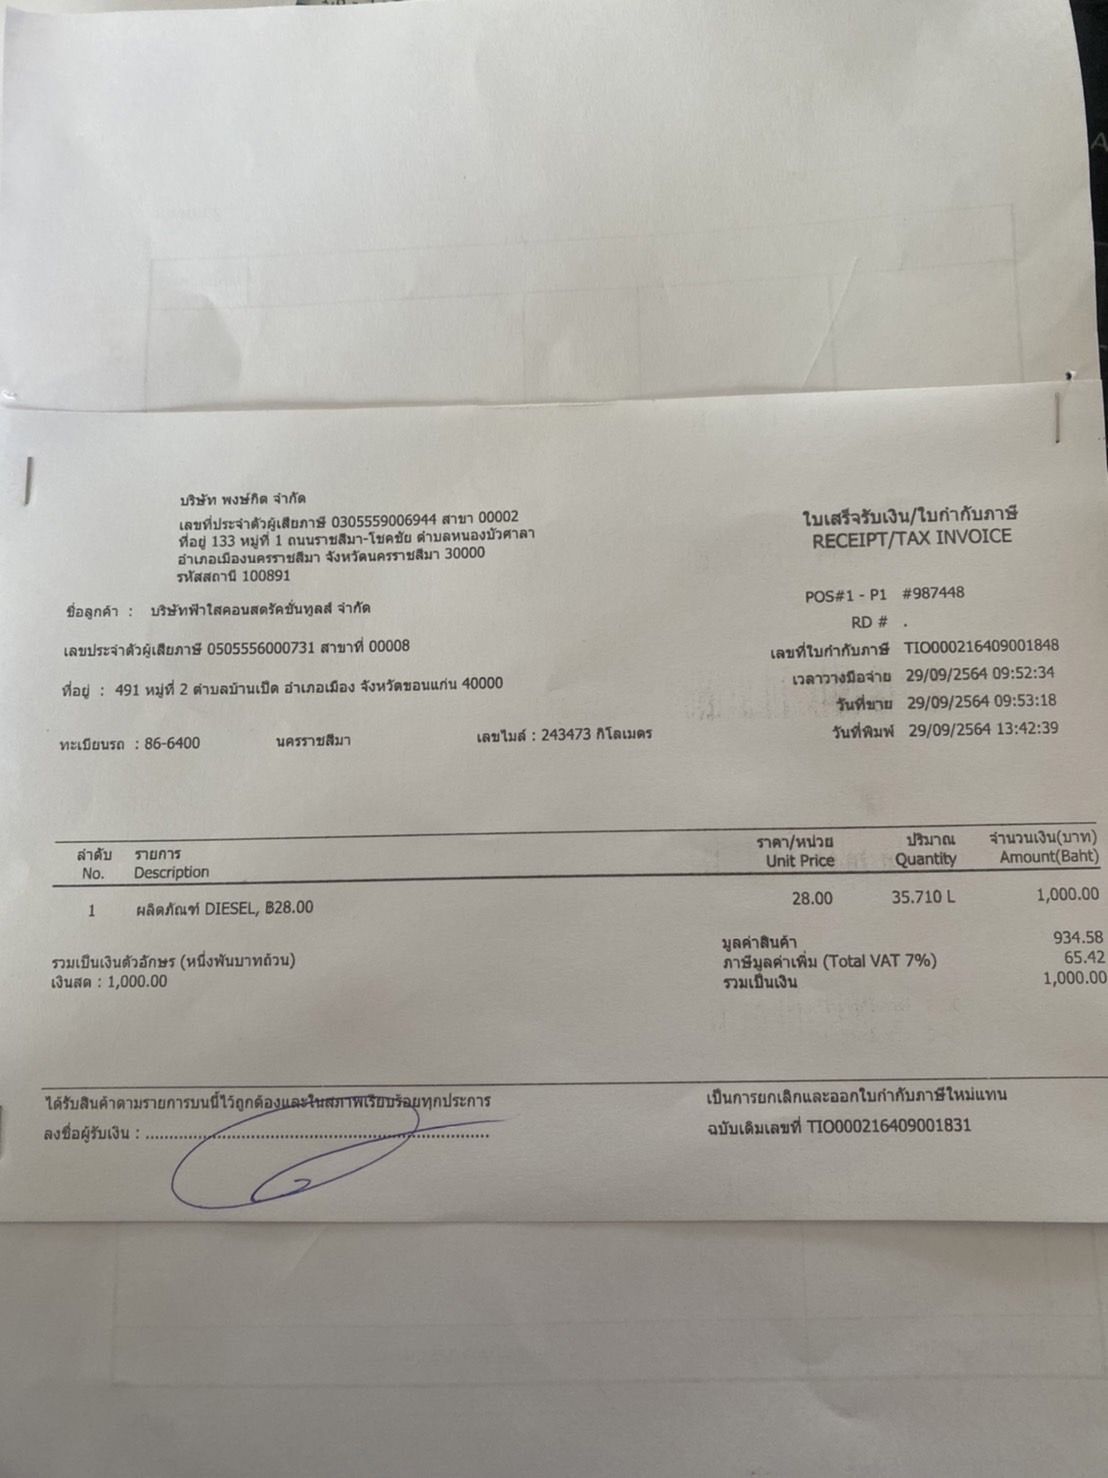 บริษัท พงษ์กิต จำกัด
เลขที่ประจำตัวผู้เสียภาษี 0305559006944 สาขา 00002
ที่อยู่ 133 หมู่ที่ 1 ถนนราชสีมา-โชคชัย ตำบลหนองบัวศาลา
อำเภอเมืองนครราชสีมา จังหวัดนครราชสีมา 30000
รหัสสถานี 100891
ใบเสร็จรับเงิน/ใบกำกับภาษี
RECEIPT/TAX INVOICE
ชื่อลูกค้า : บริษัทฟ้าใสคอนสตรัคชั่นทูลส์ จำกัด
เลขประจำตัวผู้เสียภาษี 0505556000731 สาขาที่ 00008
ที่อยู่ : 491 หมู่ที่ 2 ตำบลบ้านเป็ด อำเภอเมือง จังหวัดขอนแก่น 40000
ทะเบียนรถ : 86-6400 นครราชสีมา เลขไมล์ : 243473 กิโลเมตร
POS#1 - P1 #987448
RD # .
เลขที่ใบกำกับภาษี TIO000216409001848
เวลาวางมือจ่าย 29/09/2564 09:52:34
วันที่ขาย 29/09/2564 09:53:18
วันที่พิมพ์ 29/09/2564 13:42:39
ลำดับ รายการ ราคา/หน่วย ปริมาณ จำนวนเงิน(บาท)
No. Description Unit Price Quantity Amount(Baht)
1 ผลิตภัณฑ์ DIESEL, ฿28.00 28.00 35.710 L 1,000.00
มูลค่าสินค้า 934.58
รวมเป็นเงินตัวอักษร (หนึ่งพันบาทถ้วน) ภาษีมูลค่าเพิ่ม (Total VAT 7%) 65.42
เงินสด : 1,000.00 รวมเป็นเงิน 1,000.00
ได้รับสินค้าตามรายการบนนี้ไว้ถูกต้องและในสภาพเรียบร้อยทุกประการ
ลงชื่อผู้รับเงิน : ..........................................................
เป็นการยกเลิกและออกใบกำกับภาษีใหม่แทน
ฉบับเดิมเลขที่ TIO000216409001831